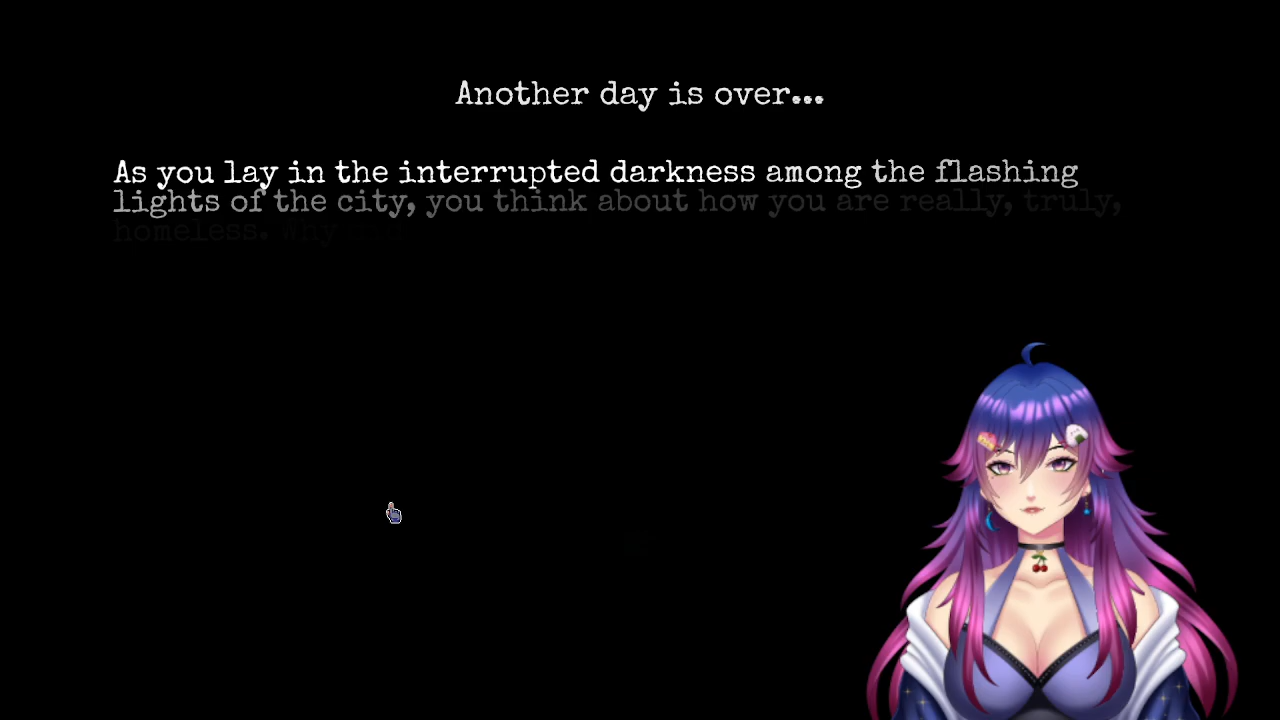 Another day is over...
As you lay in the interrupted darkness among the flashing
lights of the city, you think about how you are really, truly,
homeless. Why